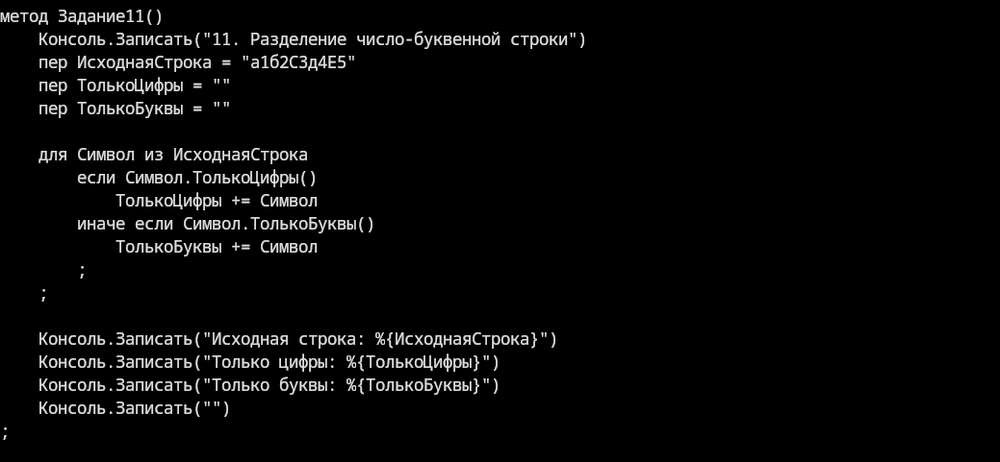 метод Задание11()
    Консоль.Записать("11. Разделение число-буквенной строки")
    пер ИсходнаяСтрока = "а1б2С3д4Е5"
    пер ТолькоЦифры = ""
    пер ТолькоБуквы = ""

    для Символ из ИсходнаяСтрока
        если Символ.ТолькоЦифры()
            ТолькоЦифры += Символ
        иначе если Символ.ТолькоБуквы()
            ТолькоБуквы += Символ
        ;
    ;

    Консоль.Записать("Исходная строка: %{ИсходнаяСтрока}")
    Консоль.Записать("Только цифры: %{ТолькоЦифры}")
    Консоль.Записать("Только буквы: %{ТолькоБуквы}")
    Консоль.Записать("")
;